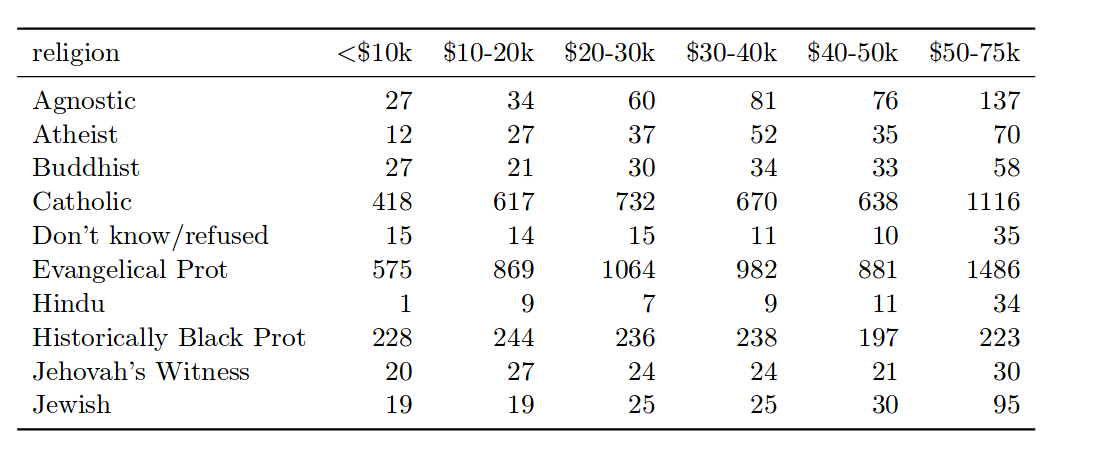 religion <$10k $10-20k $20-30k $30-40k $40-50k $50-75k
Agnostic 27 34 60 81 76 137
Atheist 12 27 37 52 35 70
Buddhist 27 21 30 34 33 58
Catholic 418 617 732 670 638 1116
Don't know/refused 15 14 15 11 10 35
Evangelical Prot 575 869 1064 982 881 1486
Hindu 1 9 7 9 11 34
Historically Black Prot 228 244 236 238 197 223
Jehovah's Witness 20 27 24 24 21 30
Jewish 19 19 25 25 30 95